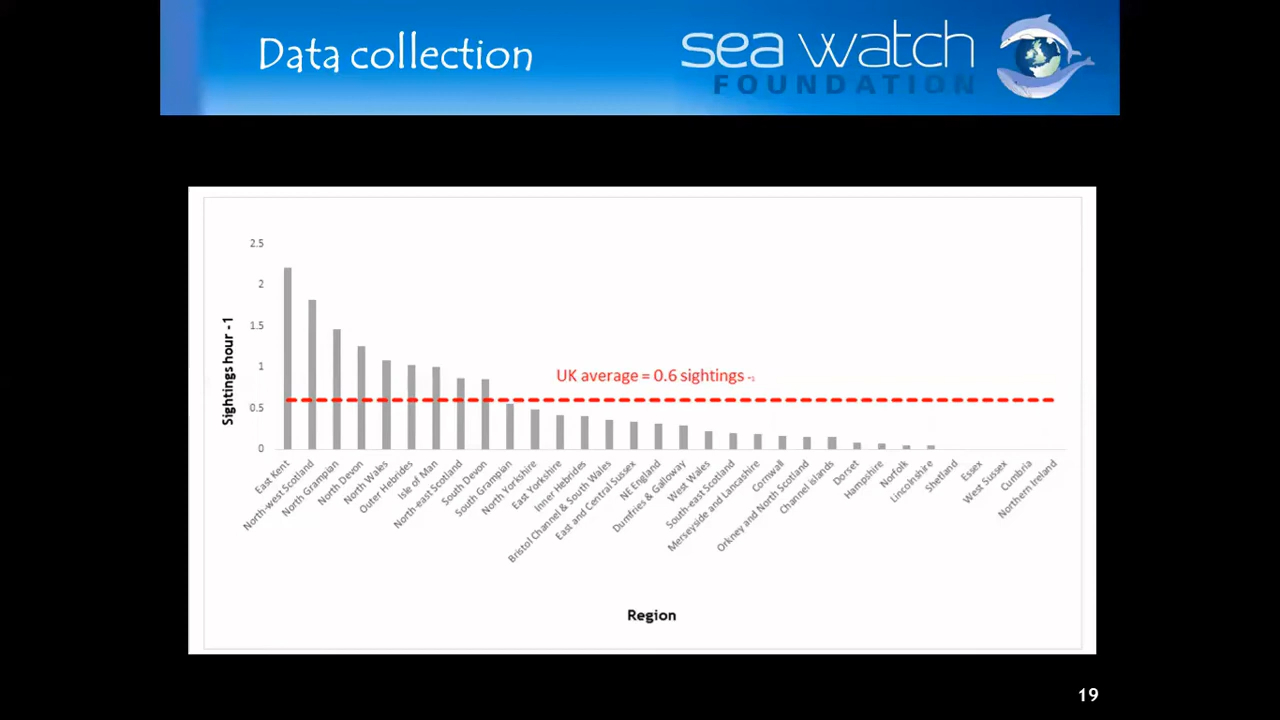 Data collection
sea watch
FOUNDATION
2.5
2
1.5
1
0.5
0
Sightings hour -1
UK average = 0.6 sightings -1
East Kent
North-west Scotland
North Grampian
North Devon
North Wales
Outer Hebrides
Isle of Man
North-east Scotland
South Devon
South Grampian
North Yorkshire
East Yorkshire
Inner Hebrides
Bristol Channel & South Wales
East and Central Sussex
NE England
Dumfries & Galloway
West Wales
South-east Scotland
Merseyside and Lancashire
Cornwall
Orkney and North Scotland
Channel islands
Dorset
Hampshire
Norfolk
Lincolnshire
Shetland
Essex
West Sussex
Cumbria
Northern Ireland
Region
19